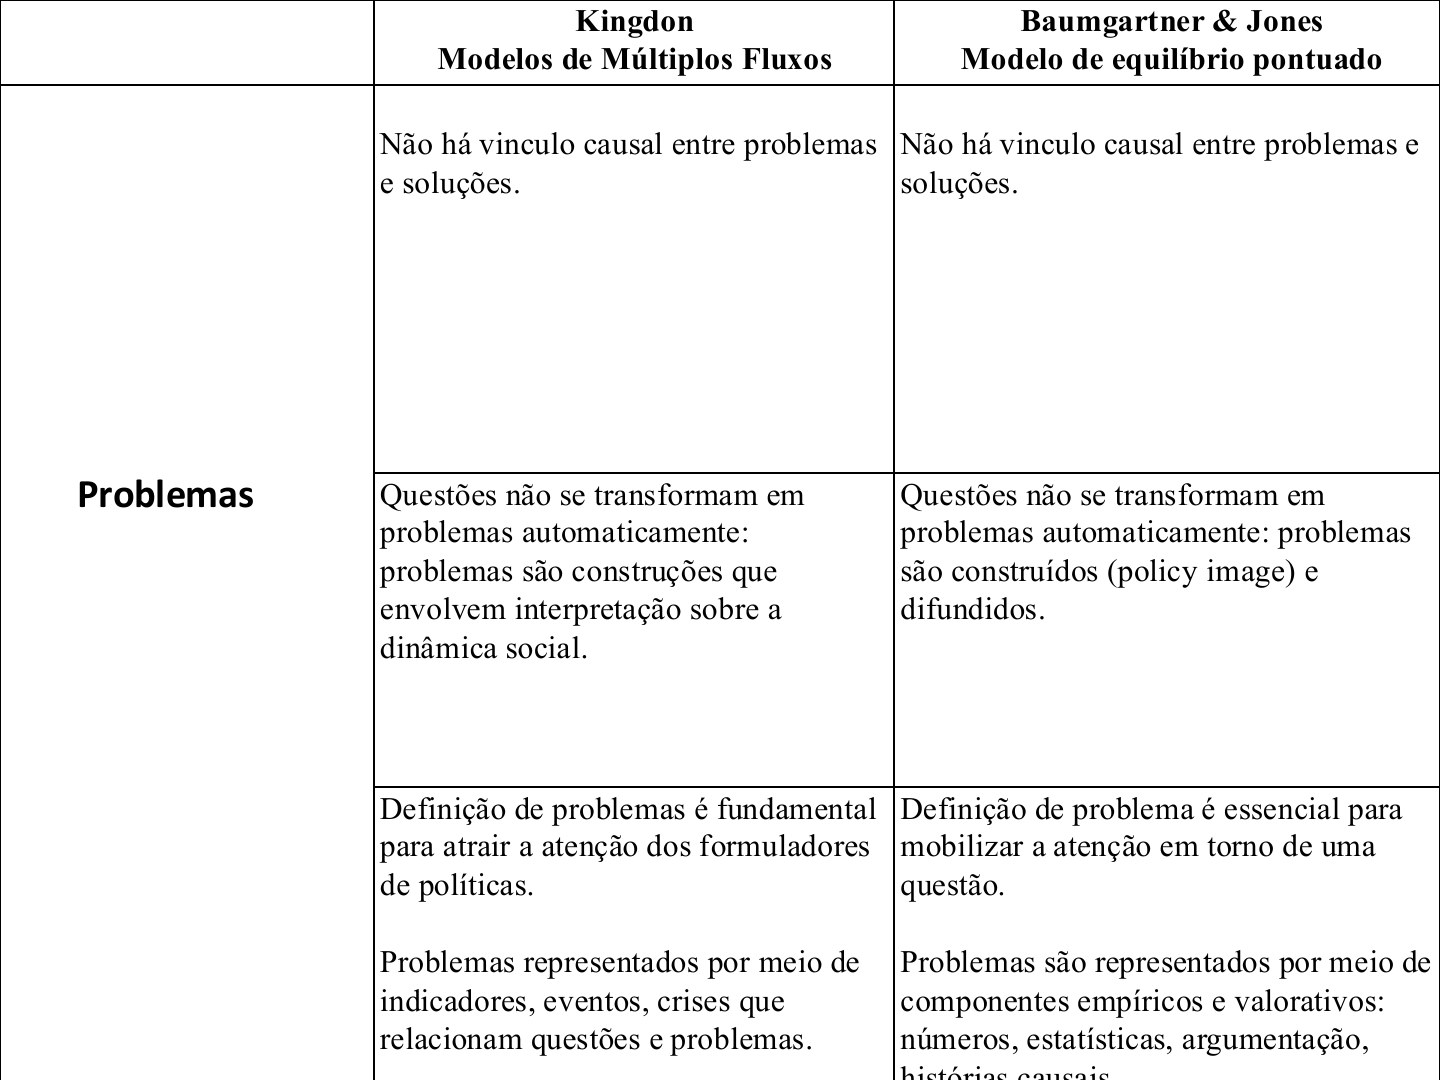 Kingdon
Modelos de Múltiplos Fluxos
Baumgartner & Jones
Modelo de equilíbrio pontuado
Problemas
Não há vinculo causal entre problemas
e soluções.
Não há vinculo causal entre problemas e
soluções.
Questões não se transformam em
problemas automaticamente:
problemas são construções que
envolvem interpretação sobre a
dinâmica social.
Questões não se transformam em
problemas automaticamente: problemas
são construídos (policy image) e
difundidos.
Definição de problemas é fundamental
para atrair a atenção dos formuladores
de políticas.
Problemas representados por meio de
indicadores, eventos, crises que
relacionam questões e problemas.
Definição de problema é essencial para
mobilizar a atenção em torno de uma
questão.
Problemas são representados por meio de
componentes empíricos e valorativos:
números, estatísticas, argumentação,
histórias causais